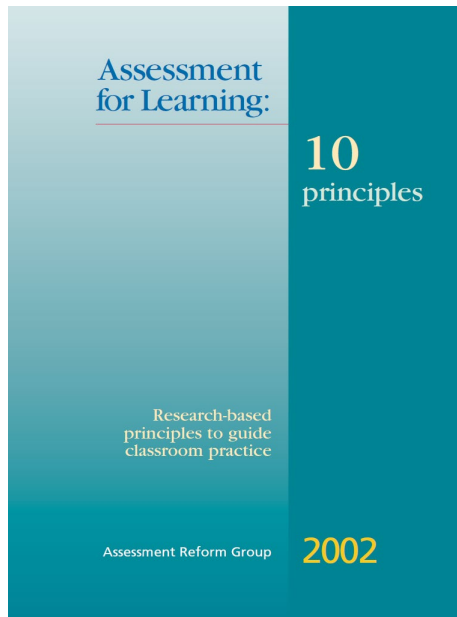 Assessment
for Learning:
10
principles
Research-based
principles to guide
classroom practice
Assessment Reform Group
2002